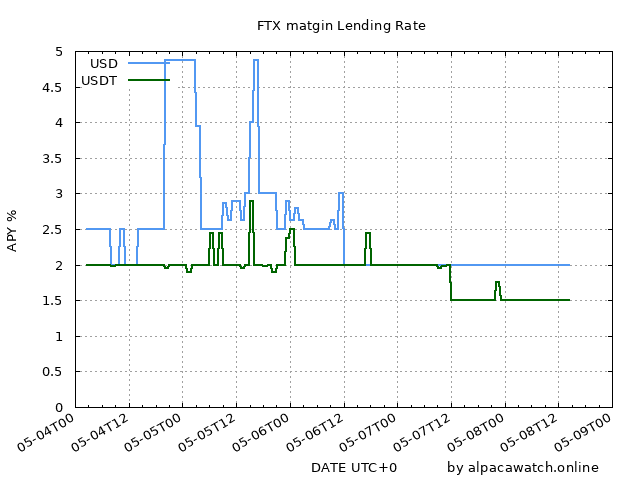 FTX matgin Lending Rate
5
4.5
4
3.5
3
2.5
2
1.5
1
0.5
0
APY %
USD
USDT
05-04T00
05-04T12
05-05T00
05-05T12
05-06T00
05-06T12
05-07T00
05-07T12
05-08T00
05-08T12
05-09T00
DATE UTC+0
by alpacawatch.online